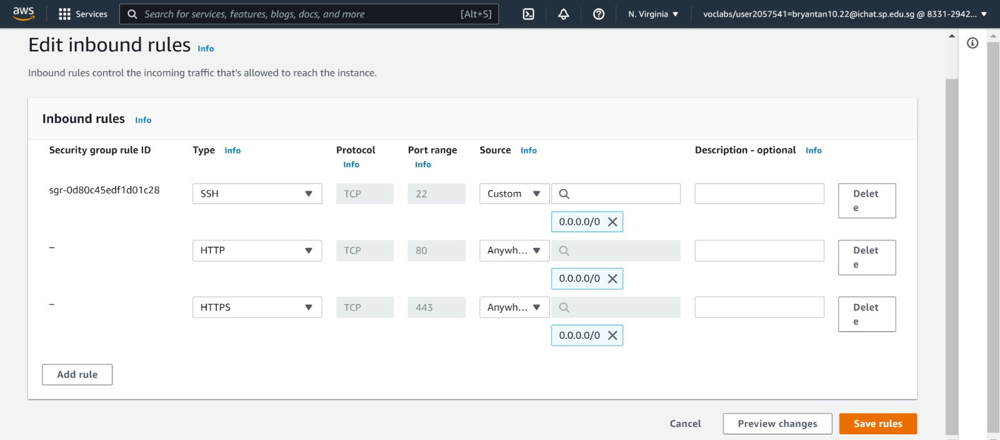 aws Services Search for services, features, blogs, docs, and more [Alt+S] N. Virginia voclabs/user2057541=bryantan10.22@ichat.sp.edu.sg @ 8331-2942...
Edit inbound rules Info
Inbound rules control the incoming traffic that's allowed to reach the instance.
Inbound rules Info
Security group rule ID Type Info Protocol Port range Source Info Description - optional Info
Info Info
sgr-0d80c45edf1d01c28 SSH TCP 22 Custom Delet
e
0.0.0.0/0
– HTTP TCP 80 Anywh... Delet
e
0.0.0.0/0
– HTTPS TCP 443 Anywh... Delet
e
0.0.0.0/0
Add rule
Cancel Preview changes Save rules